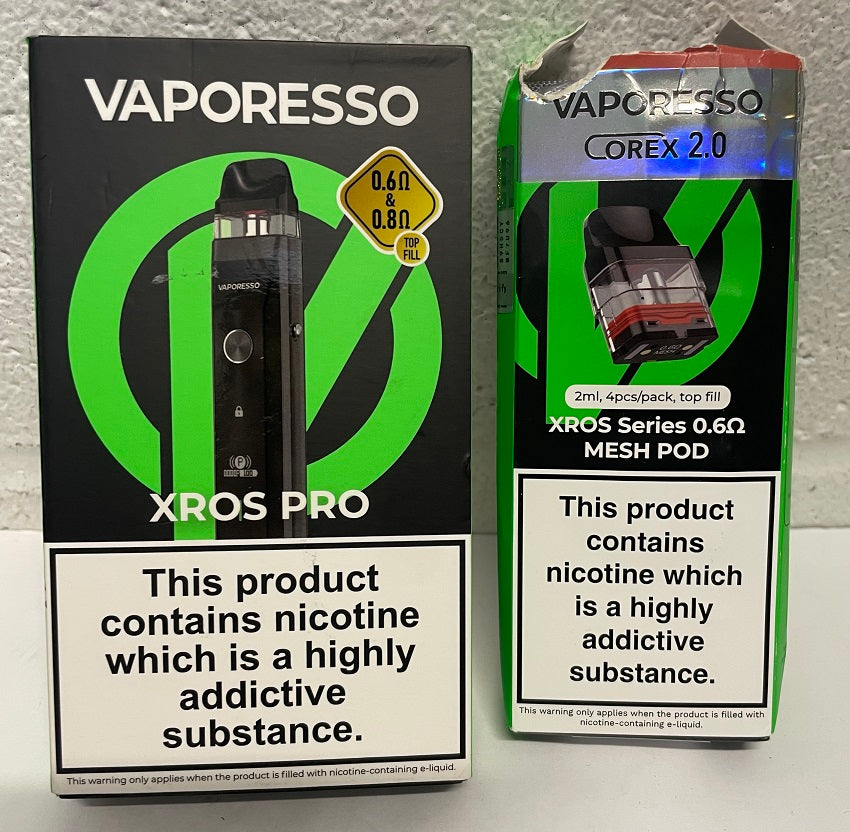 VAPORESSO
0.6Ω
&
0.8Ω
TOP
FILL
VAPORESSO
XROS PRO
This product
contains nicotine
which is a highly
addictive
substance.
This warning only applies when the product is filled with nicotine-containing e-liquid.
VAPORESSO
COREX 2.0
0.6Ω
MESH
2ml, 4pcs/pack, top fill
XROS Series 0.6Ω
MESH POD
This product
contains
nicotine which
is a highly
addictive
substance.
This warning only applies when the product is filled with
nicotine-containing e-liquid.